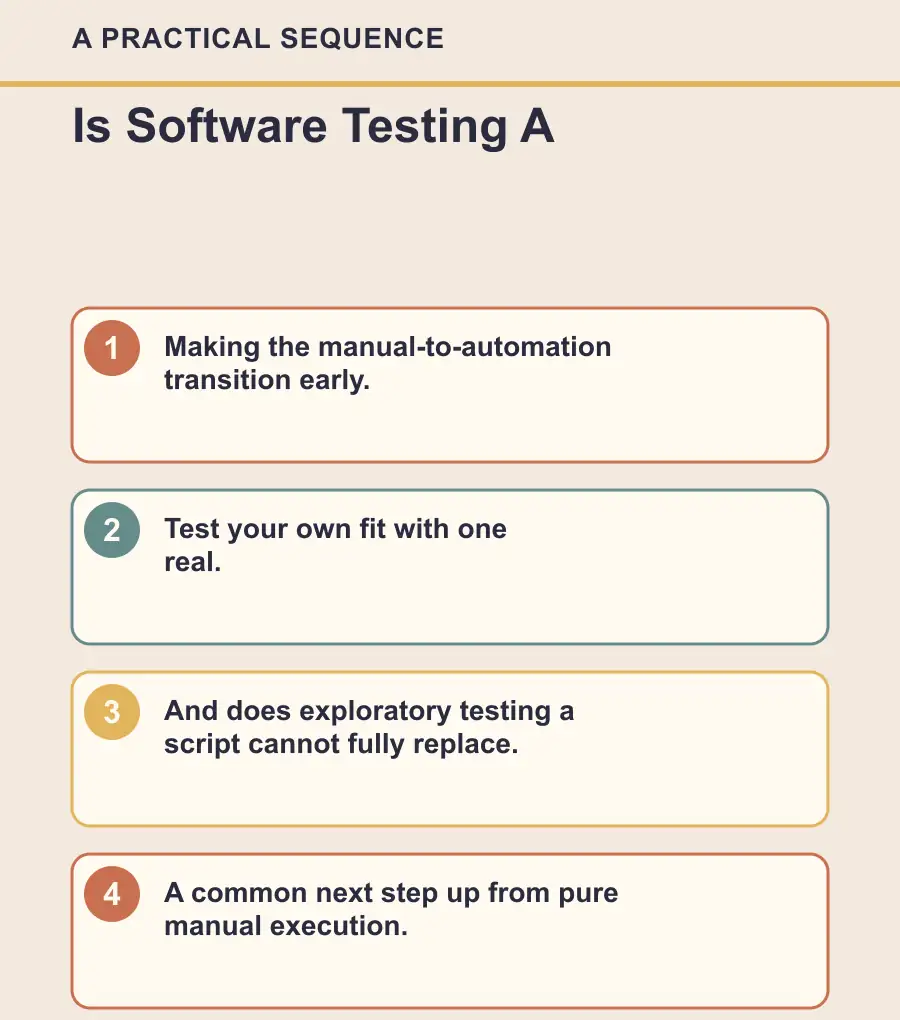 A PRACTICAL SEQUENCE
Is Software Testing A
1
Making the manual-to-automation
transition early.
2
Test your own fit with one
real.
3
And does exploratory testing a
script cannot fully replace.
4
A common next step up from pure
manual execution.